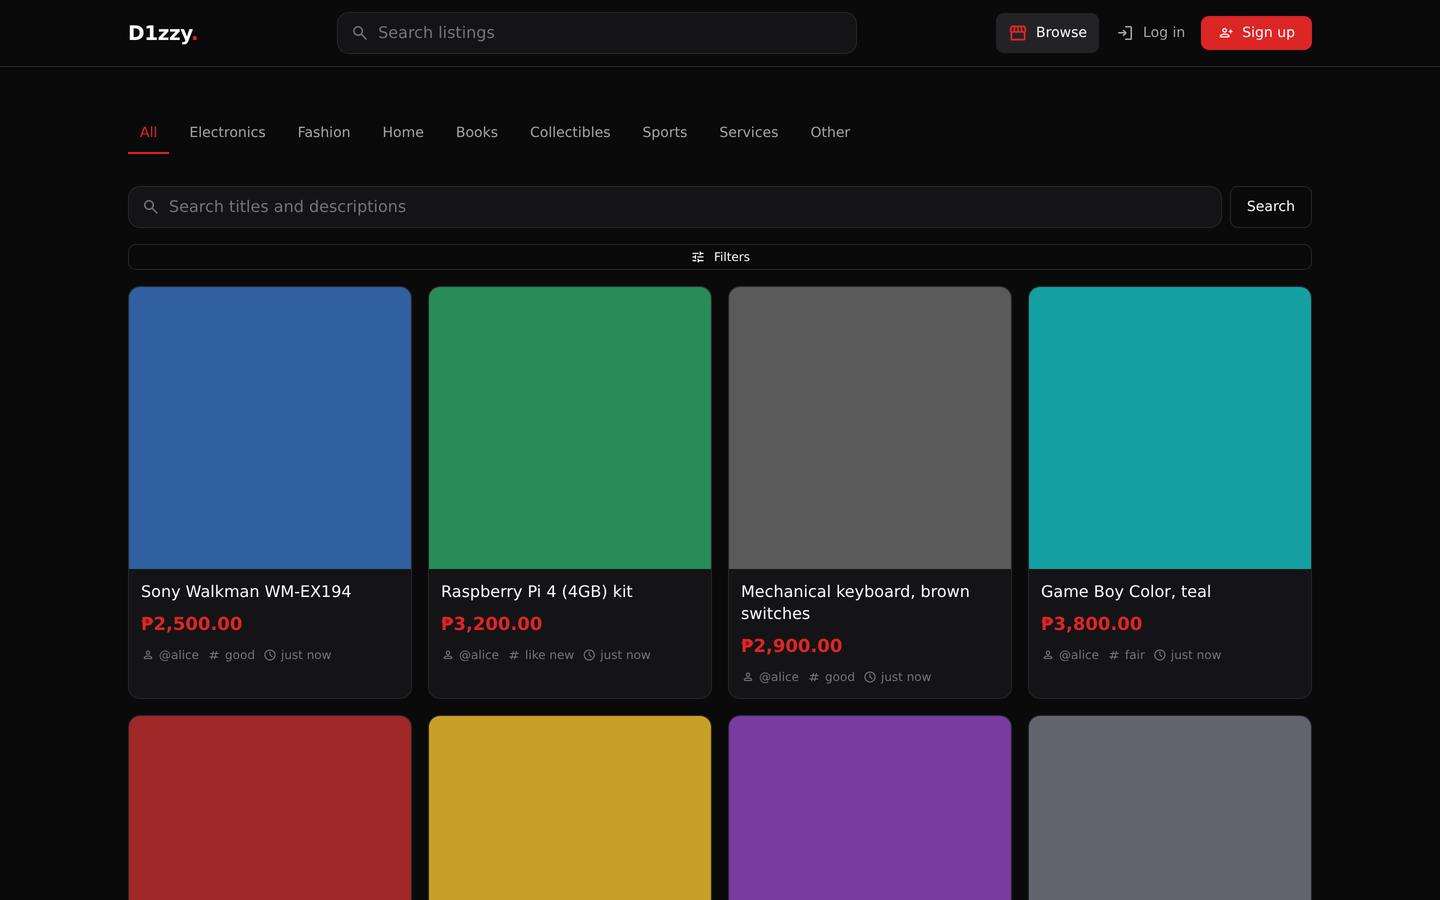 D1zzy.
Search listings
Browse
Log in
Sign up
All
Electronics
Fashion
Home
Books
Collectibles
Sports
Services
Other
Search titles and descriptions
Search
Filters
Sony Walkman WM-EX194
₱2,500.00
@alice # good just now
Raspberry Pi 4 (4GB) kit
₱3,200.00
@alice # like new just now
Mechanical keyboard, brown
switches
₱2,900.00
@alice # good just now
Game Boy Color, teal
₱3,800.00
@alice # fair just now